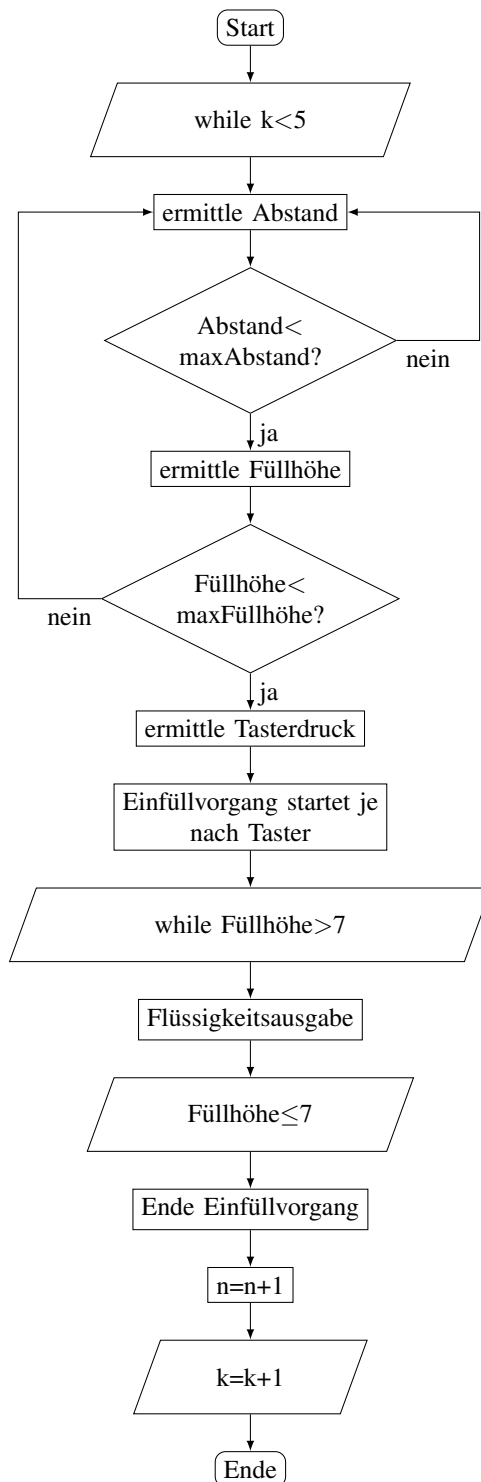 Start
while k<5
ermittle Abstand
Abstand<
maxAbstand?
nein
ja
ermittle Füllhöhe
Füllhöhe<
maxFüllhöhe?
nein
ja
ermittle Tasterdruck
Einfüllvorgang startet je
nach Taster
while Füllhöhe>7
Flüssigkeitsausgabe
Füllhöhe≤7
Ende Einfüllvorgang
n=n+1
k=k+1
Ende